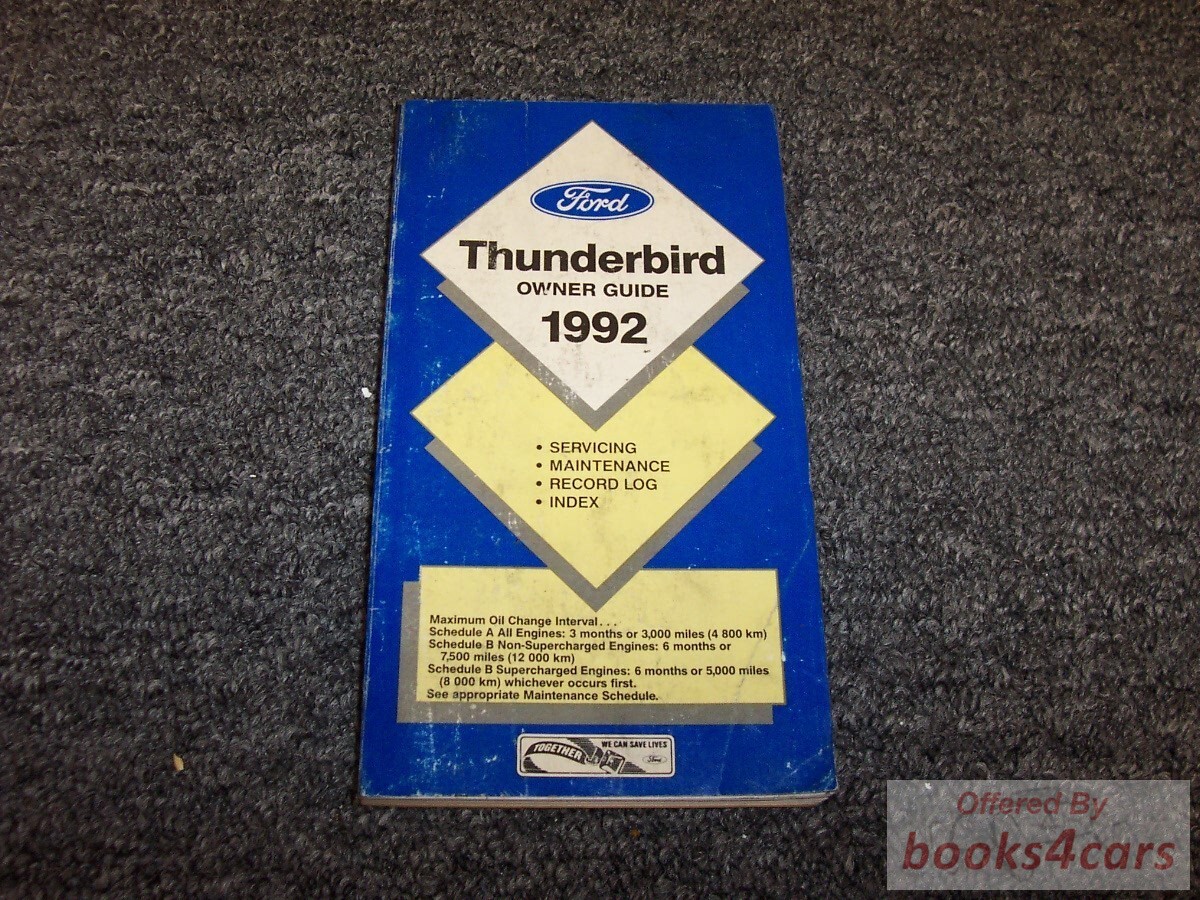 Ford
Thunderbird
OWNER GUIDE
1992
• SERVICING
• MAINTENANCE
• RECORD LOG
• INDEX
Maximum Oil Change Interval...
Schedule A All Engines: 3 months or 3,000 miles (4 800 km)
Schedule B Non-Supercharged Engines: 6 months or
7,500 miles (12 000 km)
Schedule B Supercharged Engines: 6 months or 5,000 miles
(8 000 km) whichever occurs first.
See appropriate Maintenance Schedule.
TOGETHER WE CAN SAVE LIVES
Ford
Offered By
books4cars